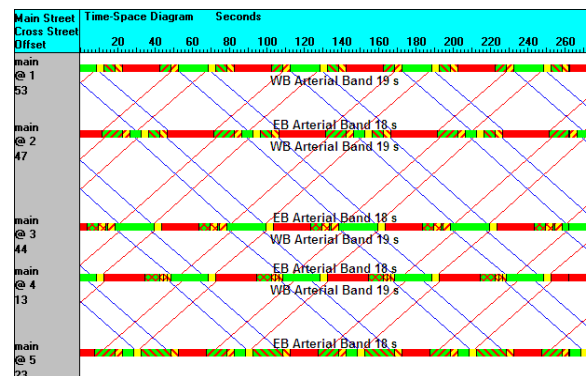 Main Street Time-Space Diagram Seconds
Cross Street
Offset 20 40 60 80 100 120 140 160 180 200 220 240 260
main
@ 1
53
WB Arterial Band 19 s
EB Arterial Band 18 s
main
@ 2
47
WB Arterial Band 19 s
EB Arterial Band 18 s
main
@ 3
44
WB Arterial Band 19 s
EB Arterial Band 18 s
main
@ 4
13
WB Arterial Band 19 s
EB Arterial Band 18 s
main
@ 5
23